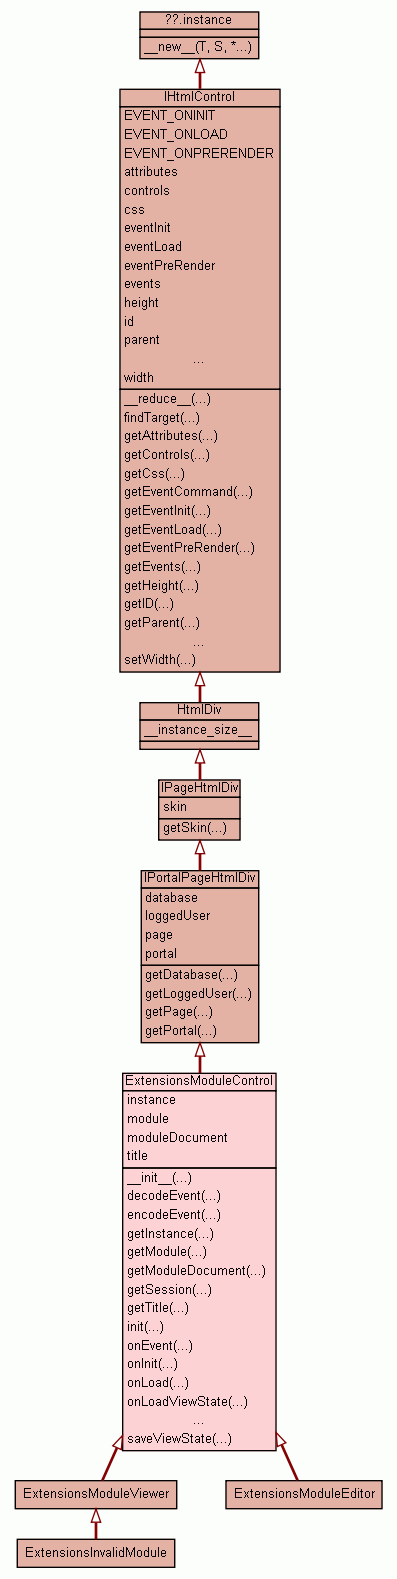 ??.instance
__new__(T, S, *...)
IHtmlControl
EVENT_ONINIT
EVENT_ONLOAD
EVENT_ONPRERENDER
attributes
controls
css
eventInit
eventLoad
eventPreRender
events
height
id
parent
...
width
__reduce__(...)
findTarget(...)
getAttributes(...)
getControls(...)
getCss(...)
getEventCommand(...)
getEventInit(...)
getEventLoad(...)
getEventPreRender(...)
getEvents(...)
getHeight(...)
getID(...)
getParent(...)
...
setWidth(...)
HtmlDiv
__instance_size__
IPageHtmlDiv
skin
getSkin(...)
IPortalPageHtmlDiv
database
loggedUser
page
portal
getDatabase(...)
getLoggedUser(...)
getPage(...)
getPortal(...)
ExtensionsModuleControl
instance
module
moduleDocument
title
__init__(...)
decodeEvent(...)
encodeEvent(...)
getInstance(...)
getModule(...)
getModuleDocument(...)
getSession(...)
getTitle(...)
init(...)
onEvent(...)
onInit(...)
onLoad(...)
onLoadViewState(...)
...
saveViewState(...)
ExtensionsModuleViewer
ExtensionsModuleEditor
ExtensionsInvalidModule